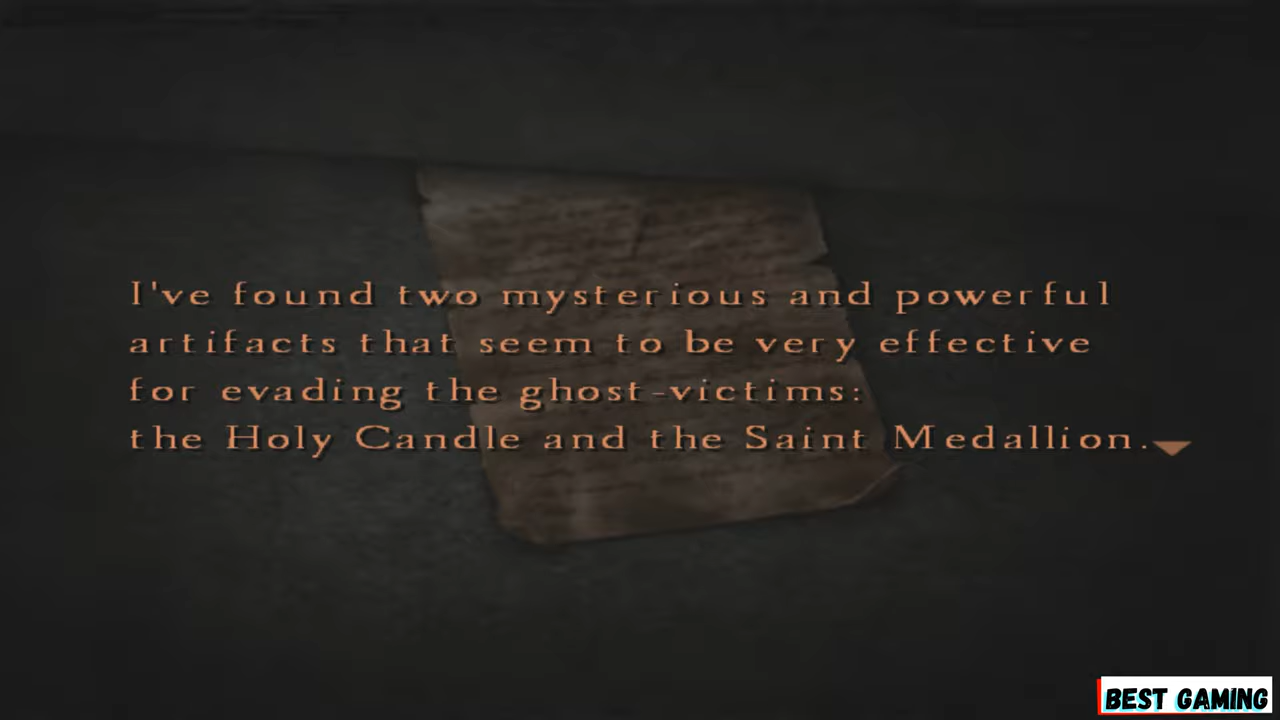 I've found two mysterious and powerful
artifacts that seem to be very effective
for evading the ghost-victims:
the Holy Candle and the Saint Medallion.
BEST GAMING